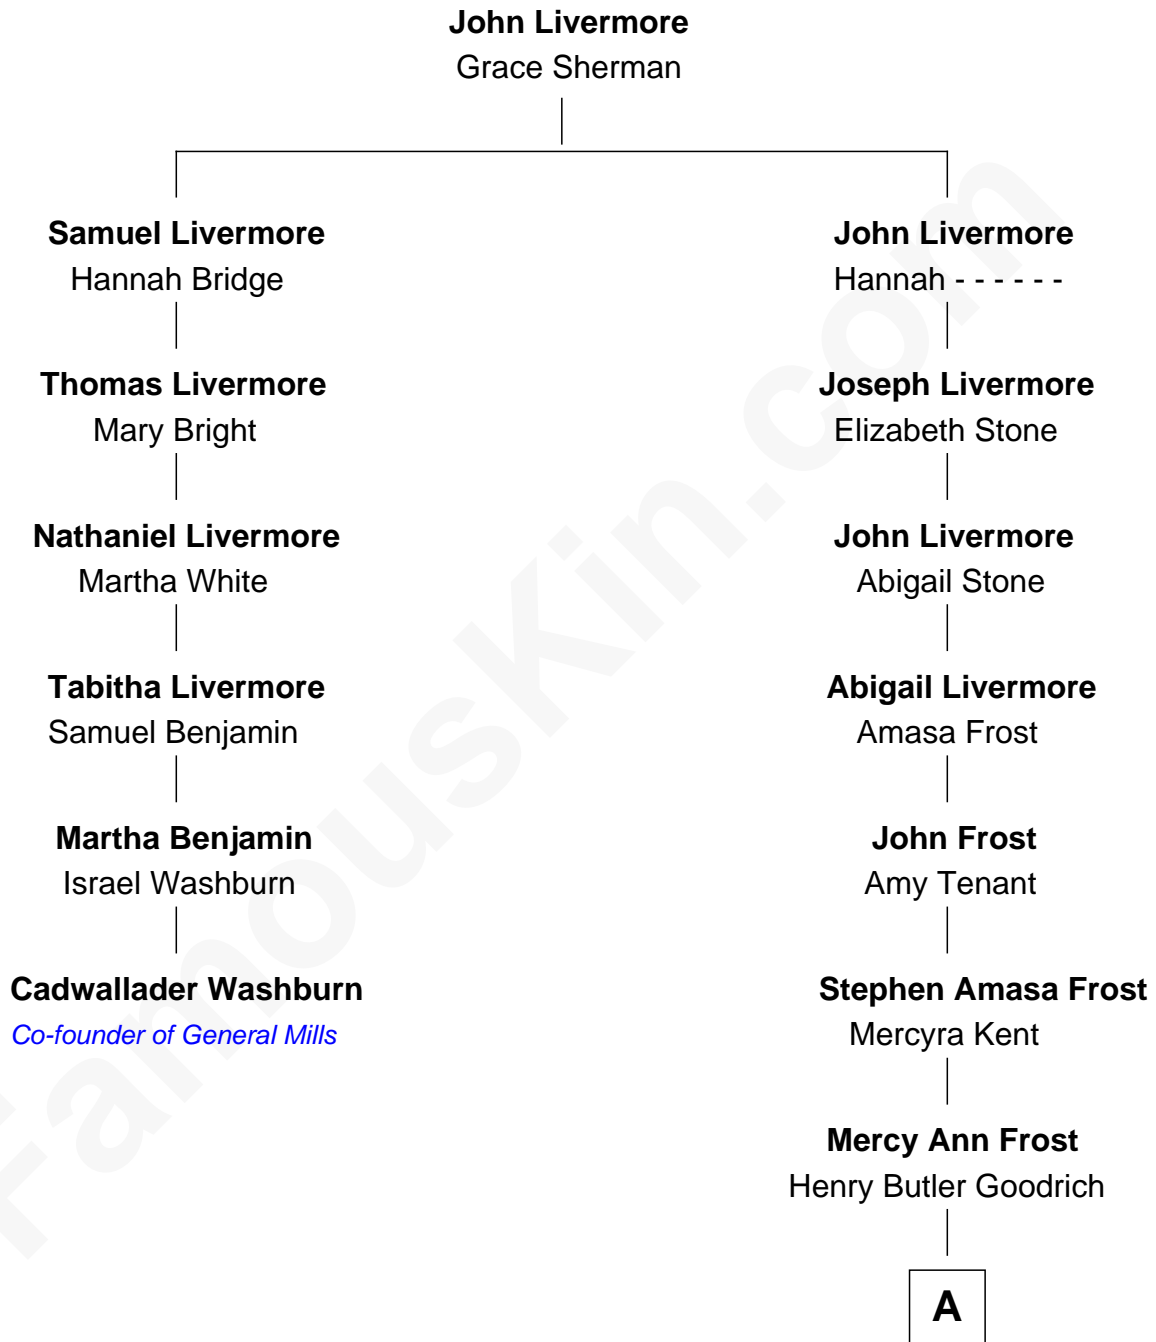 John Livermore
Grace Sherman
Samuel Livermore
Hannah Bridge
John Livermore
Hannah - - - - - -
Thomas Livermore
Mary Bright
Joseph Livermore
Elizabeth Stone
Nathaniel Livermore
Martha White
John Livermore
Abigail Stone
Tabitha Livermore
Samuel Benjamin
Abigail Livermore
Amasa Frost
Martha Benjamin
Israel Washburn
John Frost
Amy Tenant
Cadwallader Washburn
Co-founder of General Mills
Stephen Amasa Frost
Mercyra Kent
Mercy Ann Frost
Henry Butler Goodrich
A
FamousKin.com